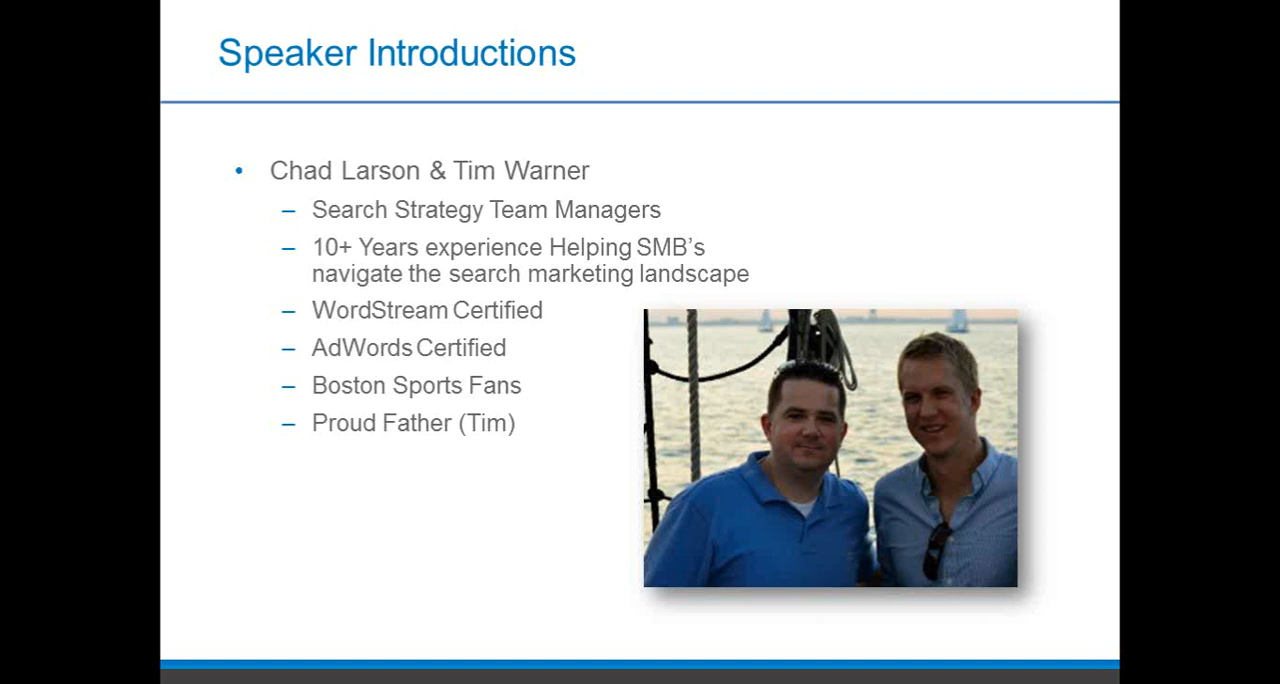 Speaker Introductions
• Chad Larson & Tim Warner
– Search Strategy Team Managers
– 10+ Years experience Helping SMB's
navigate the search marketing landscape
– WordStream Certified
– AdWords Certified
– Boston Sports Fans
– Proud Father (Tim)